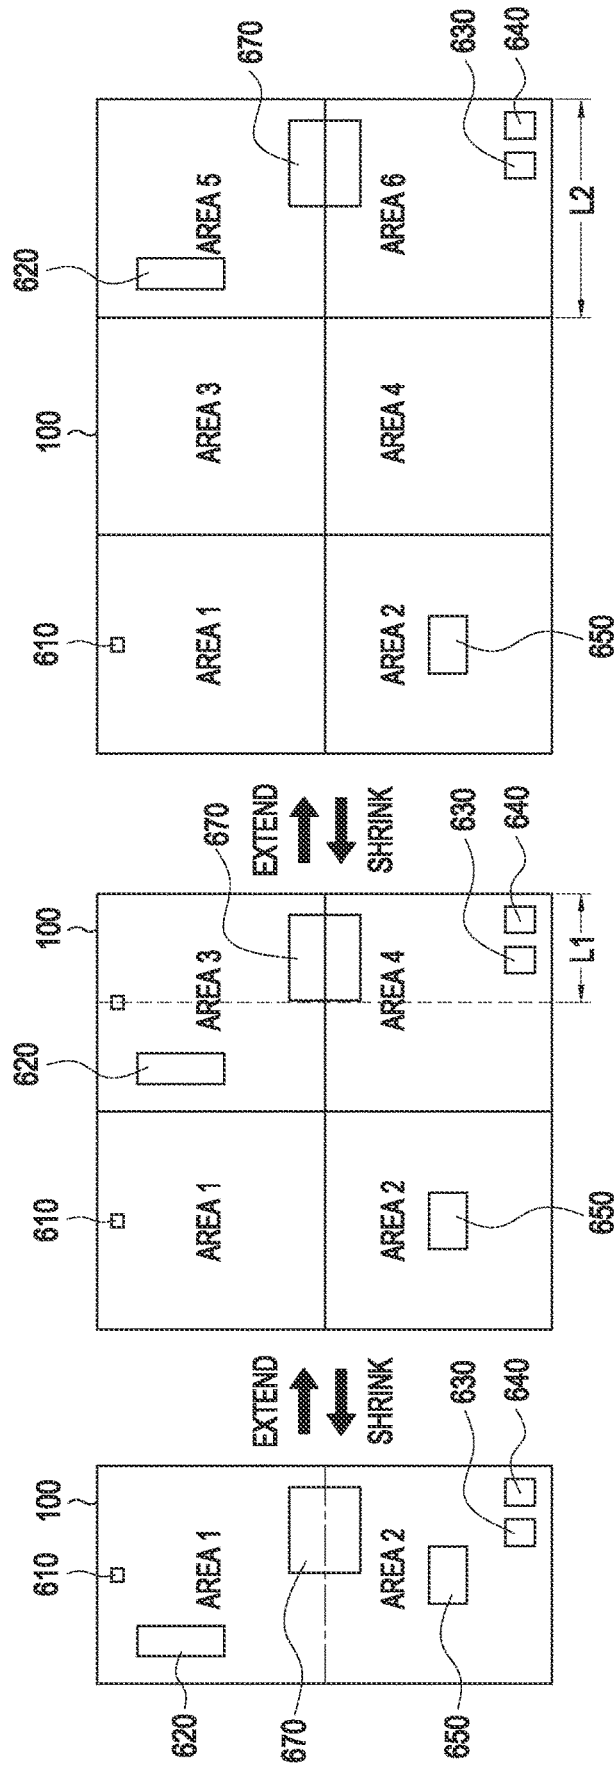 610
100
AREA 1
620
670
AREA 2
630
640
650
EXTEND
SHRINK
610
620
100
AREA 1
AREA 3
670
AREA 2
AREA 4
630
640
650
L1
EXTEND
SHRINK
610
100
620
670
AREA 1
AREA 3
AREA 5
AREA 2
AREA 4
AREA 6
630
640
650
L2